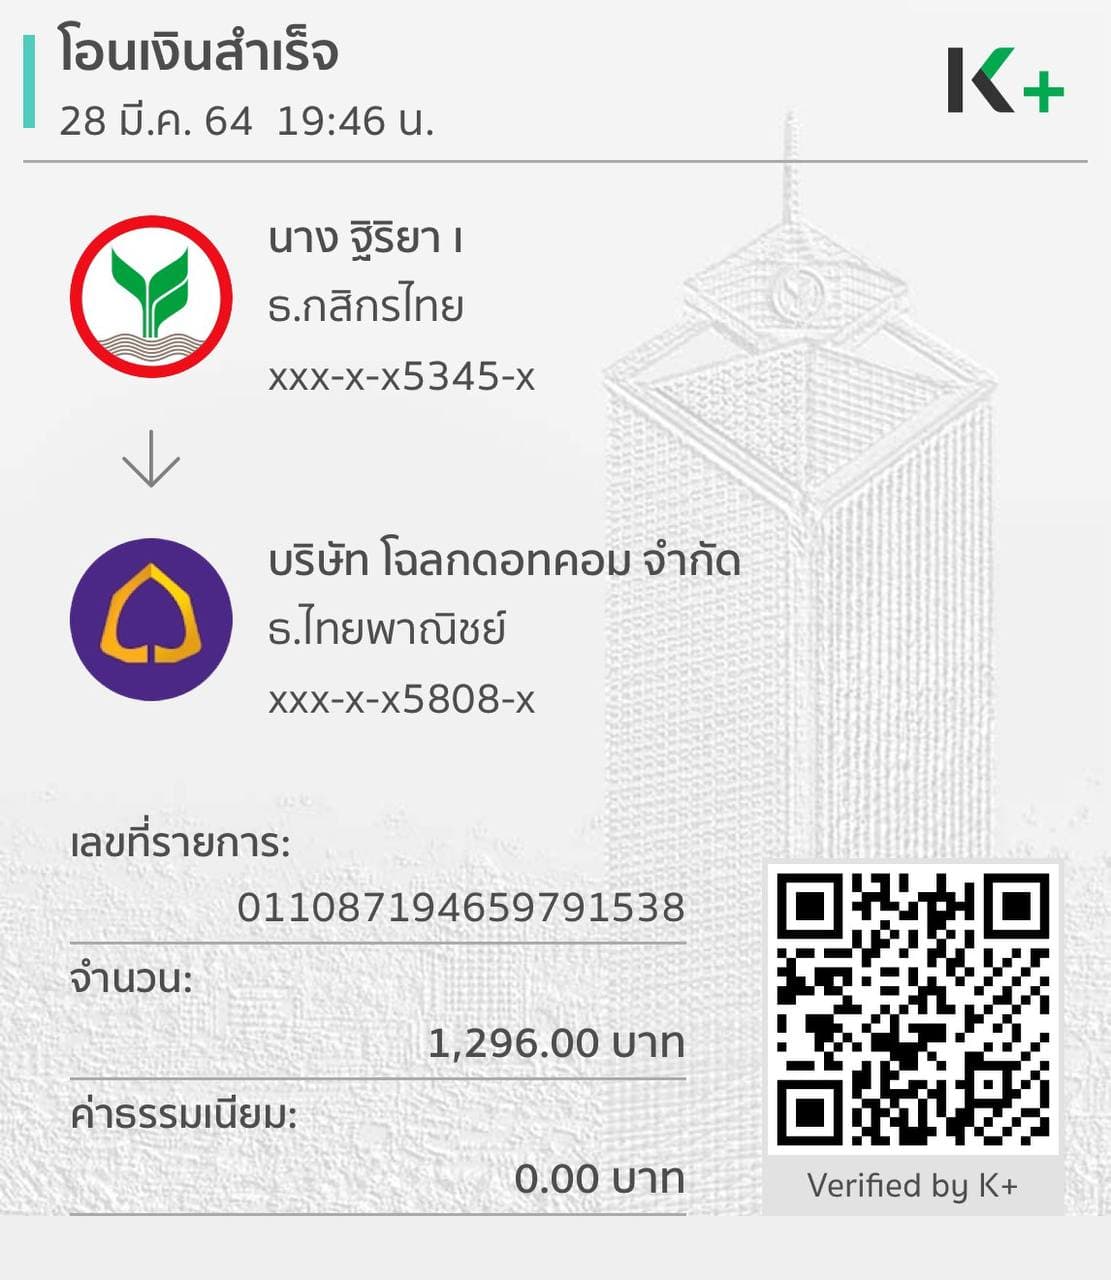 โอนเงินสำเร็จ
28 มี.ค. 64 19:46 น.
K+
นาง ฐิริยา เ
ธ.กสิกรไทย
xxx-x-x5345-x
บริษัท โฉลกดอทคอม จำกัด
ธ.ไทยพาณิชย์
xxx-x-x5808-x
เลขที่รายการ:
011087194659791538
จำนวน:
1,296.00 บาท
ค่าธรรมเนียม:
0.00 บาท
Verified by K+